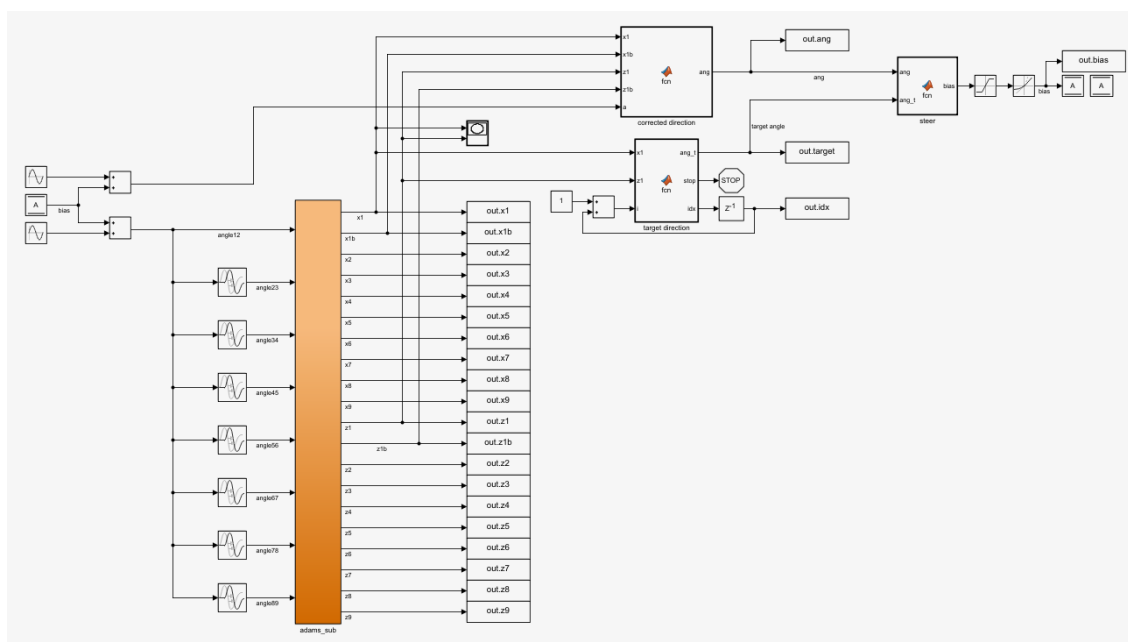 x1
x1b
z1
z1b
a
fcn
ang
corrected direction
out.ang
ang
ang
ang_t
fcn
bias
steer
out.bias
bias
A
A
target angle
x1
z1
i
fcn
ang_t
stop
idx
target direction
out.target
STOP
1
z-1
out.idx
A
bias
angle12
angle23
angle34
angle45
angle56
angle67
angle78
angle89
adams_sub
x1
x1b
x2
x3
x4
x5
x6
x7
x8
x9
z1
z1b
z2
z3
z4
z5
z6
z7
z8
z9
out.x1
out.x1b
out.x2
out.x3
out.x4
out.x5
out.x6
out.x7
out.x8
out.x9
out.z1
out.z1b
out.z2
out.z3
out.z4
out.z5
out.z6
out.z7
out.z8
out.z9